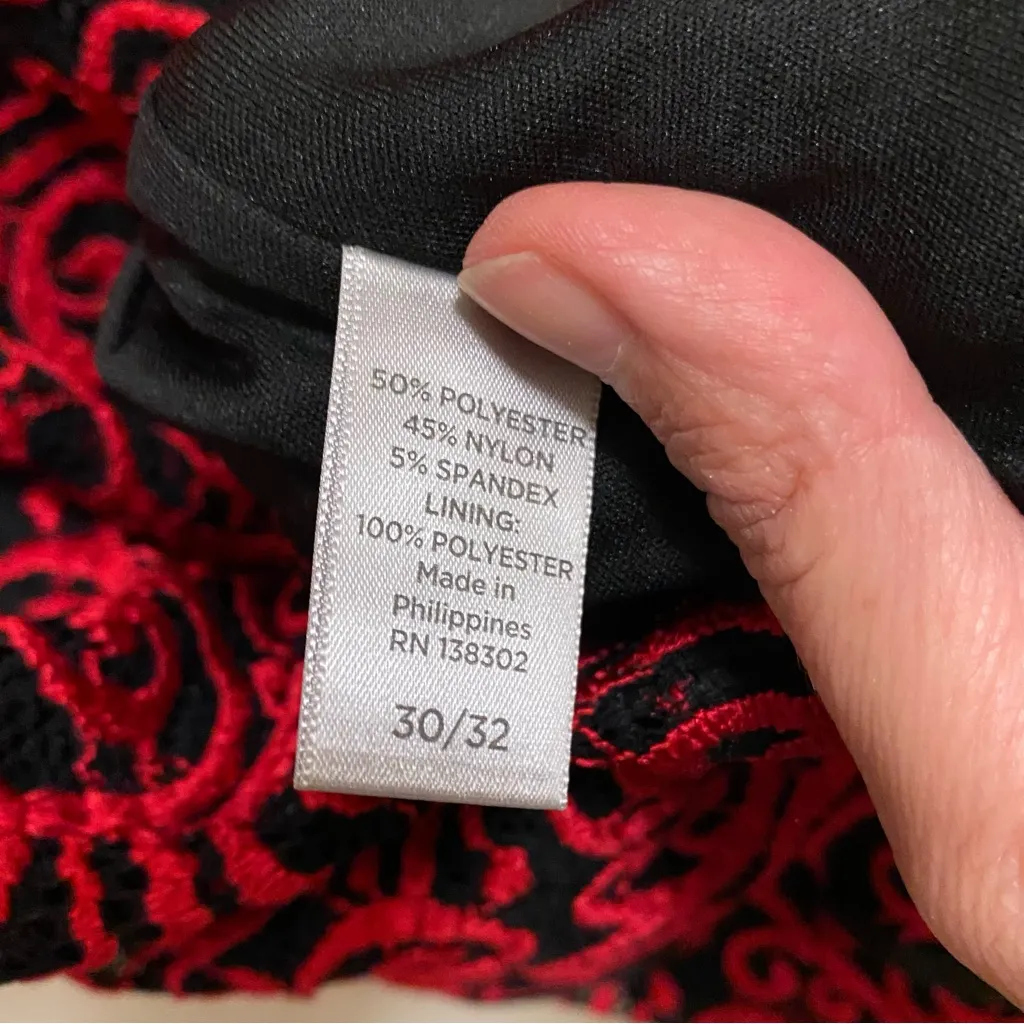 50% POLYESTER
45% NYLON
5% SPANDEX
LINING:
100% POLYESTER
Made in
Philippines
RN 138302
30/32